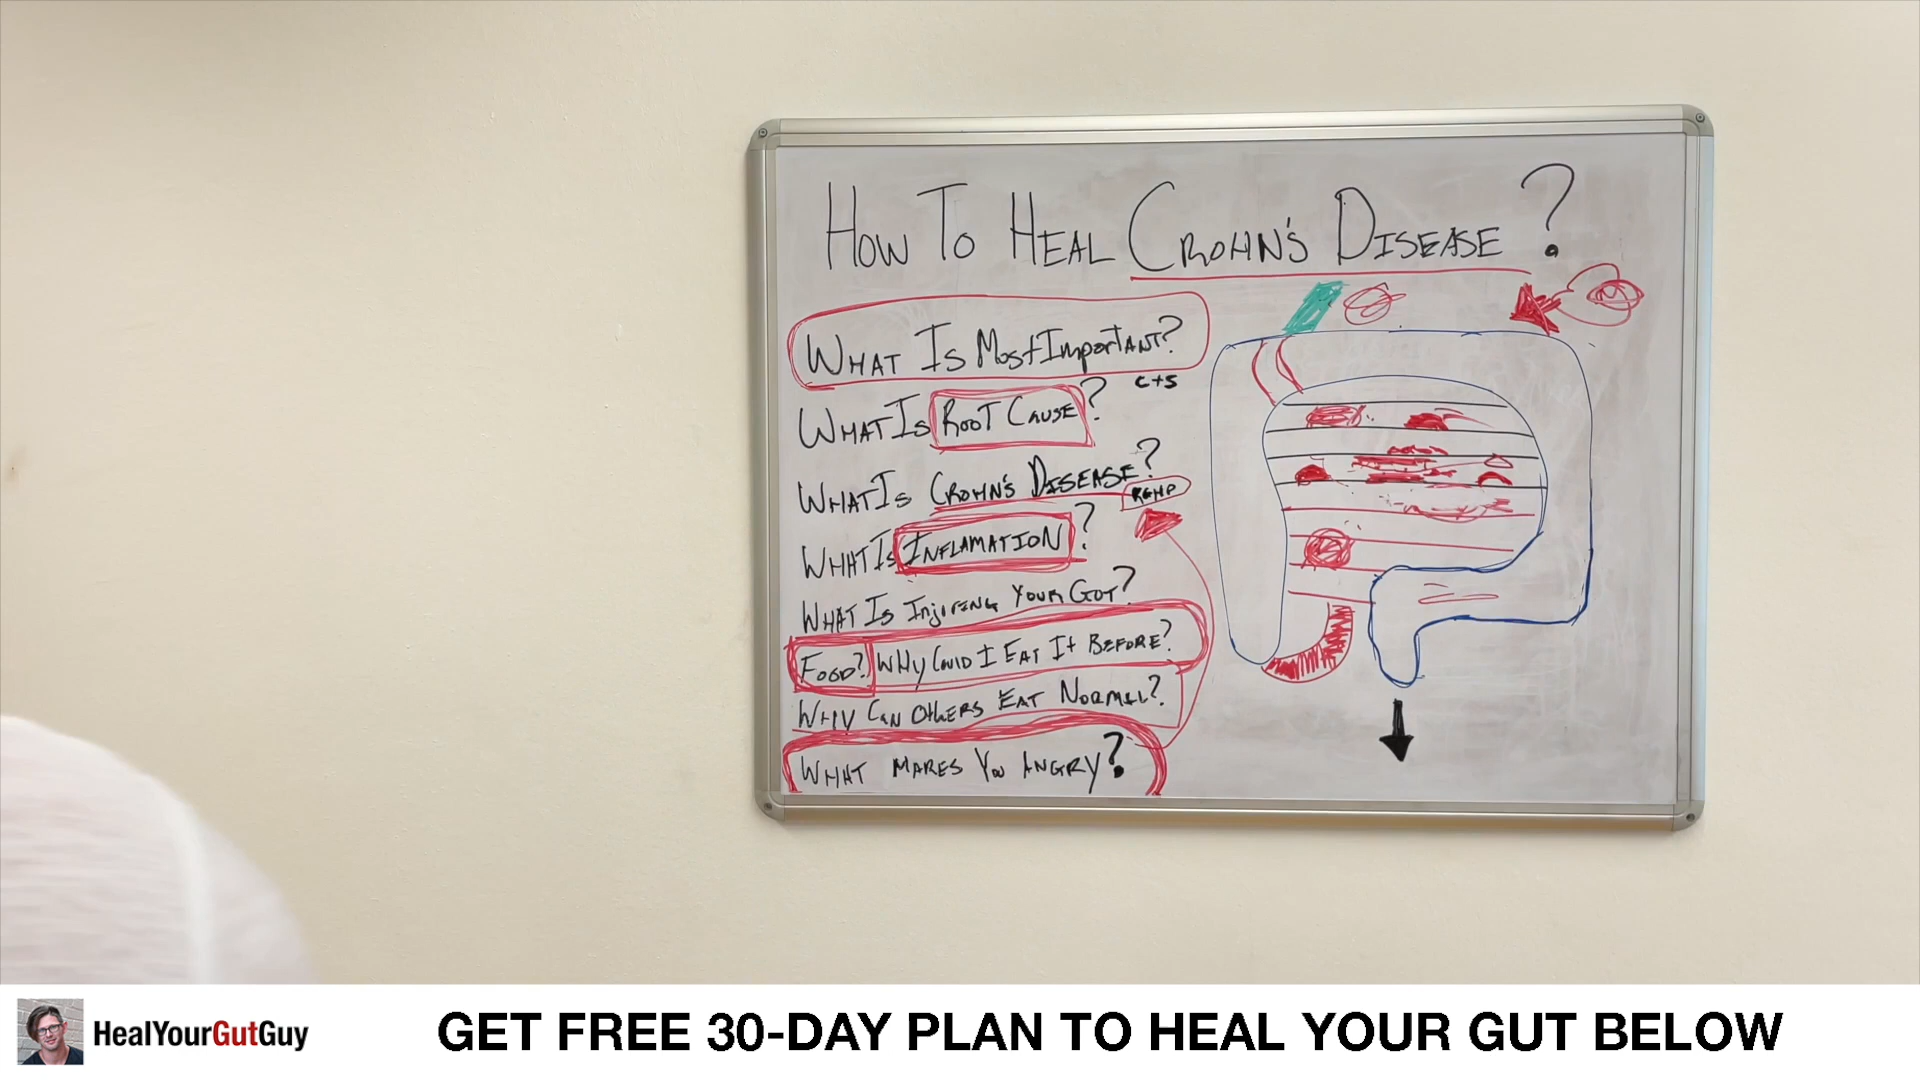 How To Heal Crohn's Disease?
What Is Most Important?
C+S
What Is Root Cause?
What Is Crohn's Disease?
What Is Inflamation?
What Is Injuring Your Gut?
Food? Why Could I Eat It Before?
Why Can Others Eat Normal?
What Makes You Angry?
HealYourGutGuy
GET FREE 30-DAY PLAN TO HEAL YOUR GUT BELOW